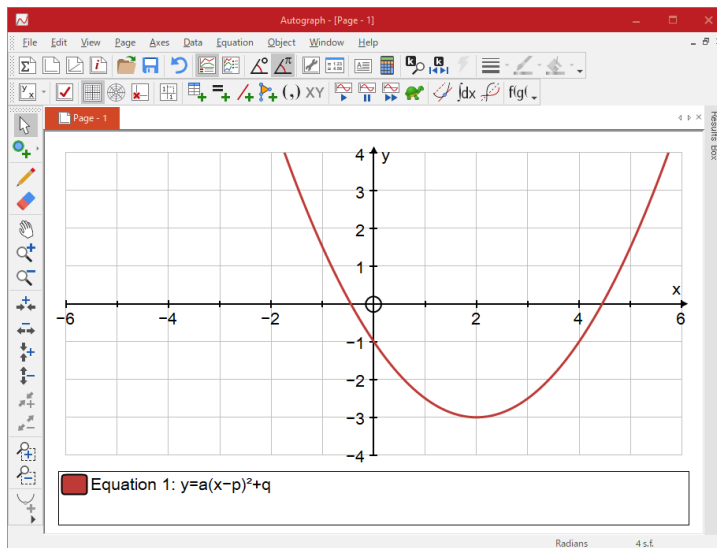 Autograph - [Page - 1]
File Edit View Page Axes Data Equation Object Window Help
XY ∫dx f(g(
Page - 1
Results Box
y
4
3
2
1
x
−6 −4 −2 2 4 6
−1
−2
−3
−4
Equation 1: y=a(x−p)²+q
Radians 4 s.f.